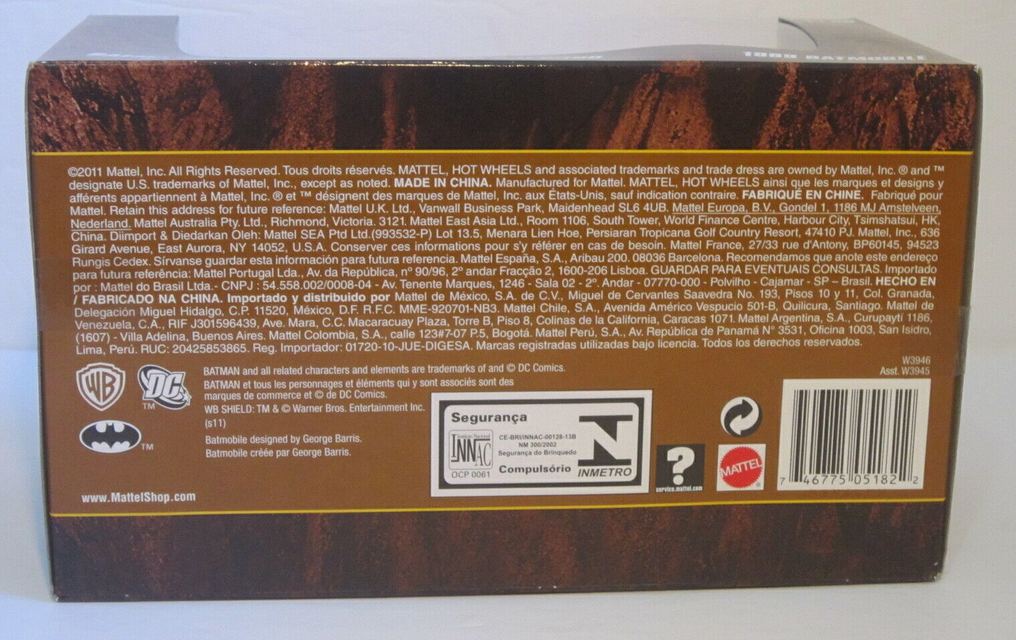 1966 BATMOBILE
©2011 Mattel, Inc. All Rights Reserved. Tous droits réservés. MATTEL, HOT WHEELS and associated trademarks and trade dress are owned by Mattel, Inc. ® and ™
designate U.S. trademarks of Mattel, Inc., except as noted. MADE IN CHINA. Manufactured for Mattel. MATTEL, HOT WHEELS ainsi que les marques et designs y
afférents appartiennent à Mattel, Inc. ® et ™ désignent des marques de Mattel, Inc. aux États-Unis, sauf indication contraire. FABRIQUÉ EN CHINE. Fabriqué pour
Mattel. Retain this address for future reference: Mattel U.K. Ltd., Vanwall Business Park, Maidenhead SL6 4UB. Mattel Europa, B.V., Gondel 1, 1186 MJ Amstelveen,
Nederland. Mattel Australia Pty. Ltd., Richmond, Victoria. 3121. Mattel East Asia Ltd., Room 1106, South Tower, World Finance Centre, Harbour City, Tsimshatsui, HK,
China. Diimport & Diedarkan Oleh: Mattel SEA Ptd Ltd.(993532-P) Lot 13.5, Menara Lien Hoe, Persiaran Tropicana Golf Country Resort, 47410 PJ. Mattel, Inc., 636
Girard Avenue, East Aurora, NY 14052, U.S.A. Conserver ces informations pour s'y référer en cas de besoin. Mattel France, 27/33 rue d'Antony, BP60145, 94523
Rungis Cedex. Sírvanse guardar esta información para futura referencia. Mattel España, S.A., Aribau 200. 08036 Barcelona. Recomendamos que anote este endereço
para futura referência: Mattel Portugal Lda., Av. da República, nº 90/96, 2º andar Fracção 2, 1600-206 Lisboa. GUARDAR PARA EVENTUAIS CONSULTAS. Importado
por : Mattel do Brasil Ltda.- CNPJ : 54.558.002/0008-04 - Av. Tenente Marques, 1246 - Sala 02 - 2º. Andar - 07770-000 - Polvilho - Cajamar - SP – Brasil. HECHO EN
/ FABRICADO NA CHINA. Importado y distribuido por Mattel de México, S.A. de C.V., Miguel de Cervantes Saavedra No. 193, Pisos 10 y 11, Col. Granada,
Delegación Miguel Hidalgo, C.P. 11520, México, D.F. R.F.C. MME-920701-NB3. Mattel Chile, S.A., Avenida Américo Vespucio 501-B, Quilicura, Santiago. Mattel de
Venezuela, C.A., RIF J301596439, Ave. Mara, C.C. Macaracuay Plaza, Torre B, Piso 8, Colinas de la California, Caracas 1071. Mattel Argentina, S.A., Curupaytí 1186,
(1607) - Villa Adelina, Buenos Aires. Mattel Colombia, S.A., calle 123#7-07 P.5, Bogotá. Mattel Perú, S.A., Av. República de Panamá N° 3531, Oficina 1003, San Isidro,
Lima, Perú. RUC: 20425853865. Reg. Importador: 01720-10-JUE-DIGESA. Marcas registradas utilizadas bajo licencia. Todos los derechos reservados.
W3946
Asst. W3945
WB
DC
TM
BATMAN and all related characters and elements are trademarks of and © DC Comics.
BATMAN et tous les personnages et éléments qui y sont associés sont des
marques de commerce et © de DC Comics.
WB SHIELD: TM & © Warner Bros. Entertainment Inc.
(s11)
TM
Batmobile designed by George Barris.
Batmobile créée par George Barris.
www.MattelShop.com
Segurança
INNAC
OCP 0061
CE-BRI/INNAC-00128-13B
NM 300/2002
Segurança do Brinquedo
Compulsório
N
INMETRO
?
service.mattel.com
MATTEL
®
7 46775 05182 2